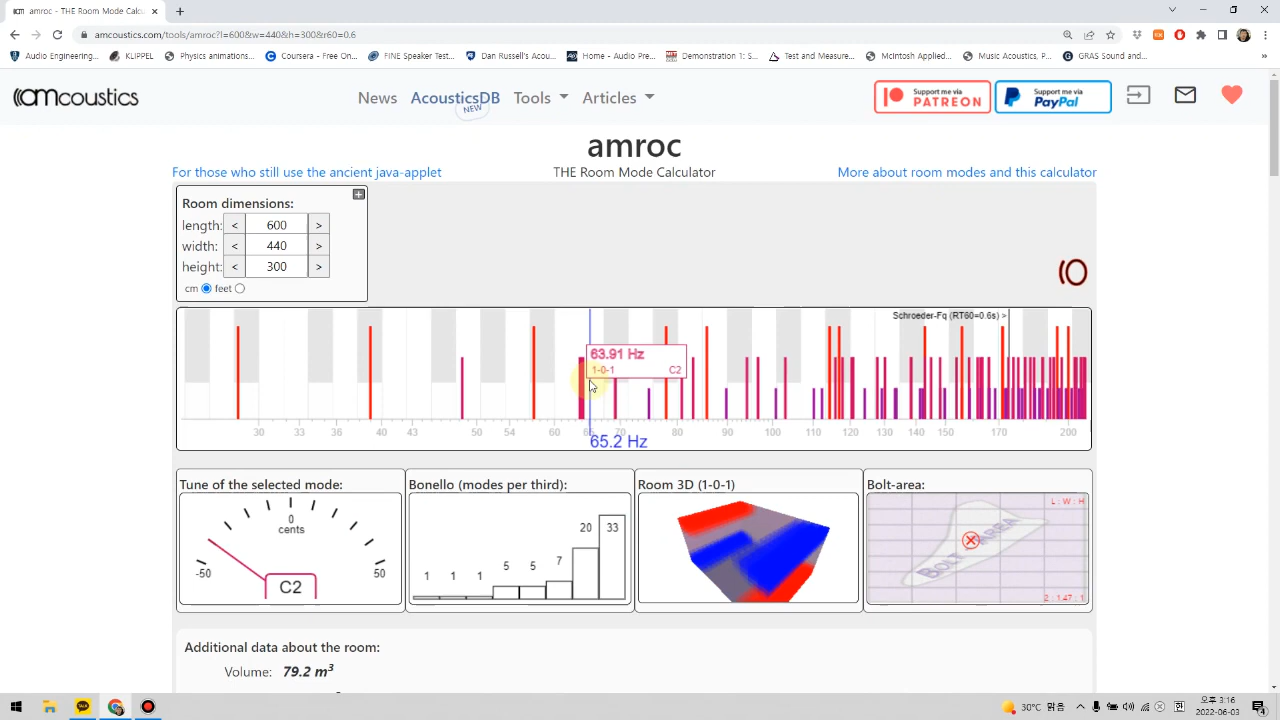 amroc - THE Room Mode Calcula
amcoustics.com/tools/amroc?l=600&w=440&h=300&r60=0.6
Audio Engineering...
KLIPPEL
Physics animations...
Coursera - Free On...
FINE Speaker Test...
Dan Russell's Acou...
Home - Audio Pre...
Demonstration 1: S...
Test and Measure...
Mcintosh Applied...
Music Acoustics, P...
GRAS Sound and...
amcoustics
News
AcousticsDB
NEW
Tools
Articles
Support me via
PATREON
Support me via
PayPal
amroc
For those who still use the ancient java-applet
THE Room Mode Calculator
More about room modes and this calculator
Room dimensions:
length: < 600 >
width: < 440 >
height: < 300 >
cm feet
Schroeder-Fq (RT60=0.6s) >
63.91 Hz
1-0-1 C2
30 33 36 40 43 50 54 60 65 70 80 90 100 110 120 130 140 150 170 200
65.2 Hz
Tune of the selected mode:
0
cents
-50
50
C2
Bonello (modes per third):
1 1 1 5 5 7 20 33
Room 3D (1-0-1)
Bolt-area:
L : W : H
BOLT-AREA
2 : 1.47 : 1
Additional data about the room:
Volume: 79.2 m³
TALK
30°C 맑음
오후 3:16
2022-06-03